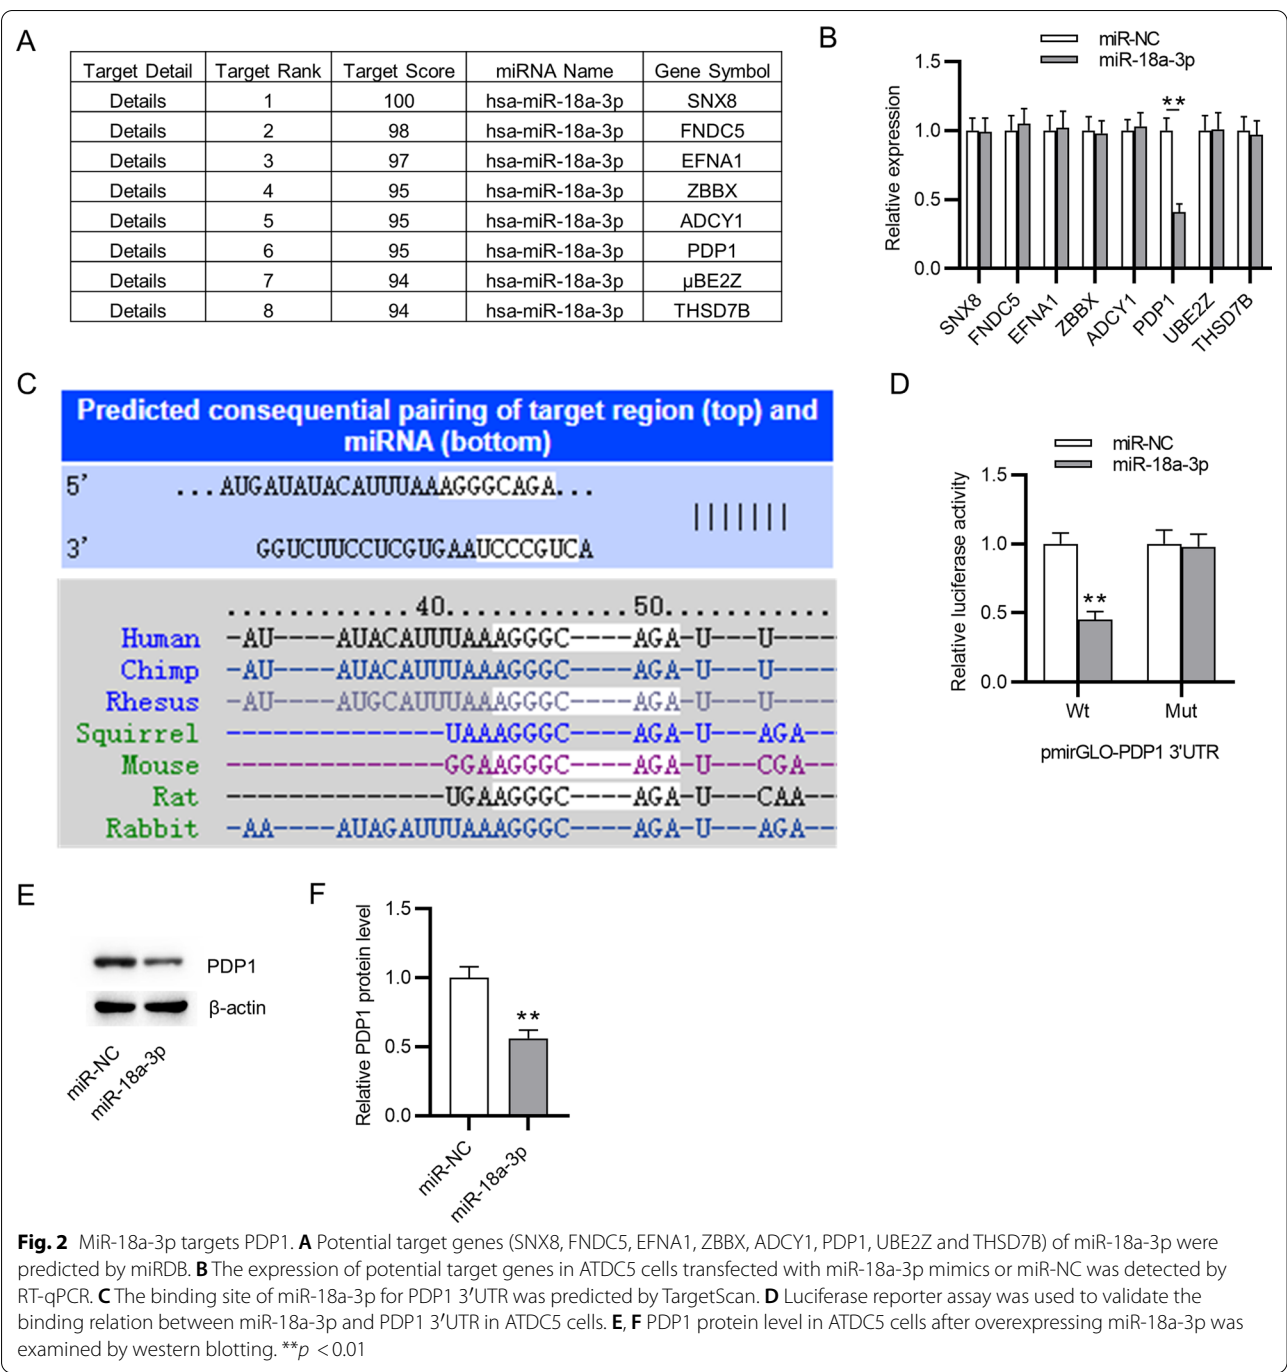 A
Target Detail Target Rank Target Score miRNA Name Gene Symbol
Details 1 100 hsa-miR-18a-3p SNX8
Details 2 98 hsa-miR-18a-3p FNDC5
Details 3 97 hsa-miR-18a-3p EFNA1
Details 4 95 hsa-miR-18a-3p ZBBX
Details 5 95 hsa-miR-18a-3p ADCY1
Details 6 95 hsa-miR-18a-3p PDP1
Details 7 94 hsa-miR-18a-3p µBE2Z
Details 8 94 hsa-miR-18a-3p THSD7B
B
miR-NC
miR-18a-3p
Relative expression
1.5
1.0
0.5
0.0
**
SNX8 FNDC5 EFNA1 ZBBX ADCY1 PDP1 UBE2Z THSD7B
C
Predicted consequential pairing of target region (top) and
miRNA (bottom)
5' ...AUGAUAUACAUUUAAAGGGCAGA...
|||||||
3' GGUCUUCCUCGUGAAUCCCGUCA
............40............50.........
Human -AU----AUACAUUUAAAGGGC----AGA-U---U--
Chimp -AU----AUACAUUUAAAGGGC----AGA-U---U--
Rhesus -AU----AUGCAUUUAAAGGGC----AGA-U---U--
Squirrel --------------UAAAGGGC----AGA-U---AGA
Mouse --------------GGAAGGGC----AGA-U---CGA--
Rat --------------UGAAGGGC----AGA-U---CAA--
Rabbit -AA----AUAGAUUUAAAGGGC----AGA-U---AGA--
D
miR-NC
miR-18a-3p
Relative luciferase activity
1.5
1.0
0.5
0.0
**
Wt Mut
pmirGLO-PDP1 3'UTR
E
PDP1
β-actin
miR-NC
miR-18a-3p
F
Relative PDP1 protein level
1.5
1.0
0.5
0.0
**
miR-NC
miR-18a-3p
Fig. 2 MiR-18a-3p targets PDP1. A Potential target genes (SNX8, FNDC5, EFNA1, ZBBX, ADCY1, PDP1, UBE2Z and THSD7B) of miR-18a-3p were
predicted by miRDB. B The expression of potential target genes in ATDC5 cells transfected with miR-18a-3p mimics or miR-NC was detected by
RT-qPCR. C The binding site of miR-18a-3p for PDP1 3′UTR was predicted by TargetScan. D Luciferase reporter assay was used to validate the
binding relation between miR-18a-3p and PDP1 3′UTR in ATDC5 cells. E, F PDP1 protein level in ATDC5 cells after overexpressing miR-18a-3p was
examined by western blotting. **p < 0.01